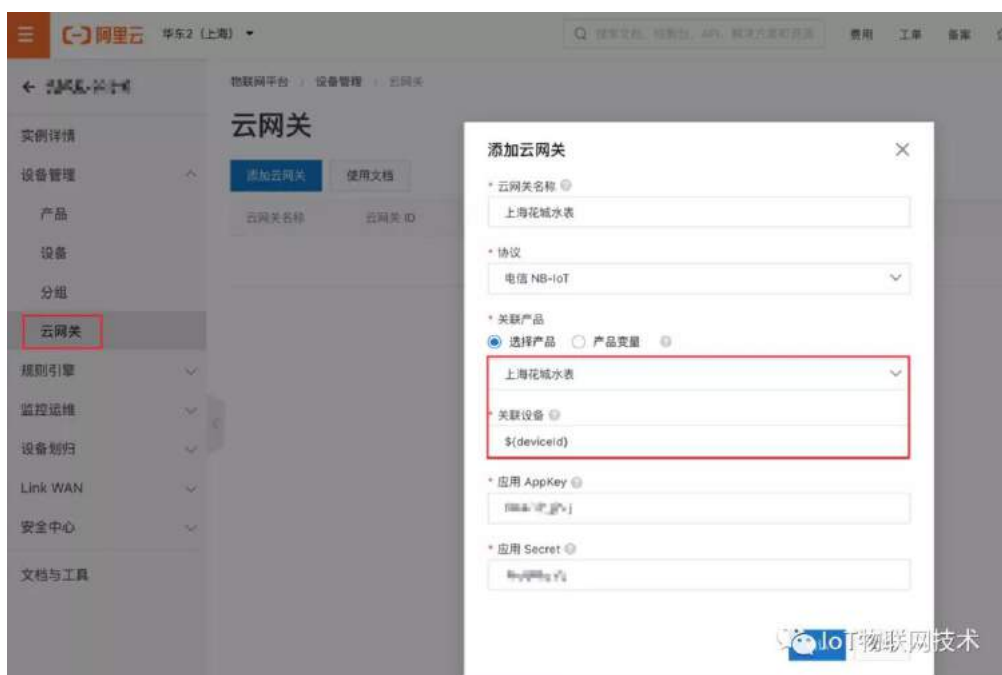 阿里云
华东2（上海）
费用
工单
备案
物联网平台 / 设备管理 / 云网关
云网关
添加云网关
使用文档
云网关名称
云网关 ID
实例详情
设备管理
产品
设备
分组
云网关
规则引擎
监控运维
设备划归
Link WAN
安全中心
文档与工具
添加云网关
* 云网关名称
上海花城水表
* 协议
电信 NB-IoT
* 关联产品
选择产品
产品变量
上海花城水表
* 关联设备
${deviceId}
* 应用 AppKey
* 应用 Secret
IoT物联网技术